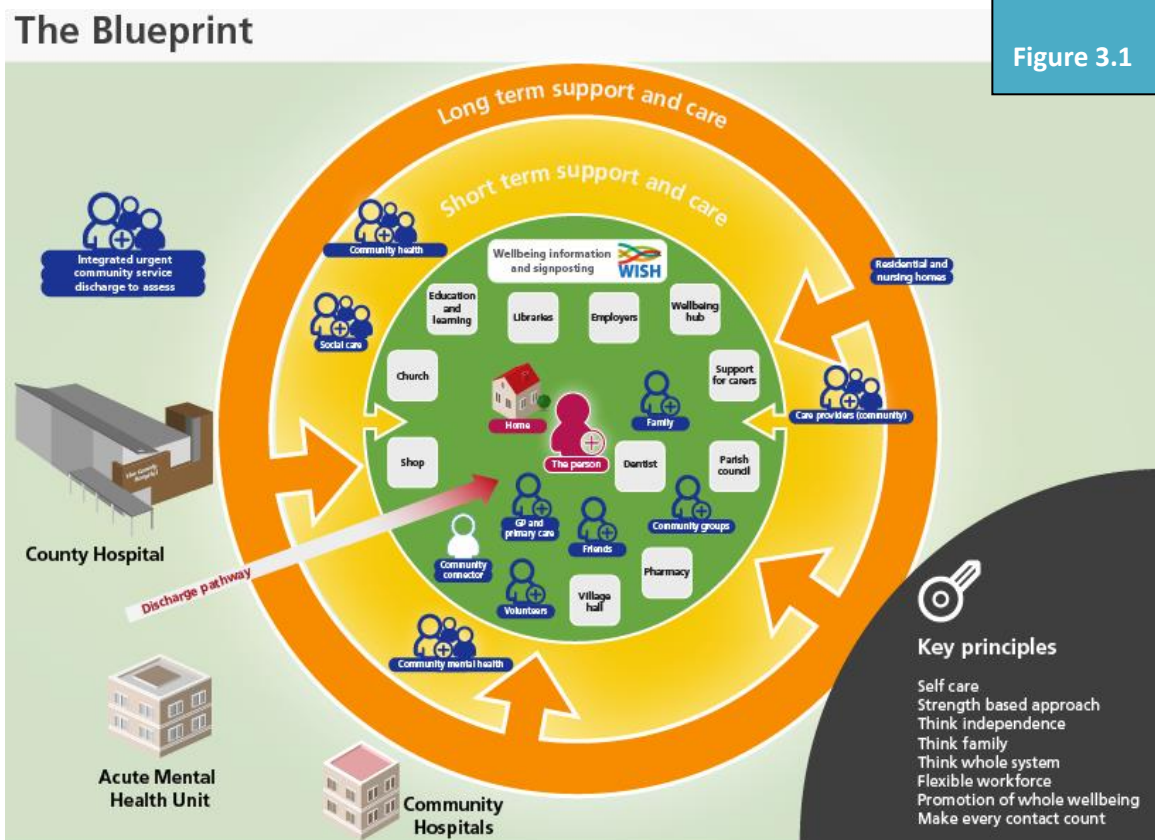 The Blueprint
Figure 3.1
Long term support and care
Short term support and care
Integrated urgent
community service
discharge to assess
Community health
Social care
Wellbeing information
and signposting
WISH
Education
and
learning
Libraries
Employers
Wellbeing
hub
Residential and
nursing homes
Church
Home
The person
Family
Support
for carers
Care providers (community)
Shop
Dentist
Parish
council
The County
Hospital
County Hospital
GP and
primary care
Friends
Community groups
Community
connector
Volunteers
Village
hall
Pharmacy
Discharge pathway
Community mental health
Acute Mental
Health Unit
Community
Hospitals
Key principles
Self care
Strength based approach
Think independence
Think family
Think whole system
Flexible workforce
Promotion of whole wellbeing
Make every contact count